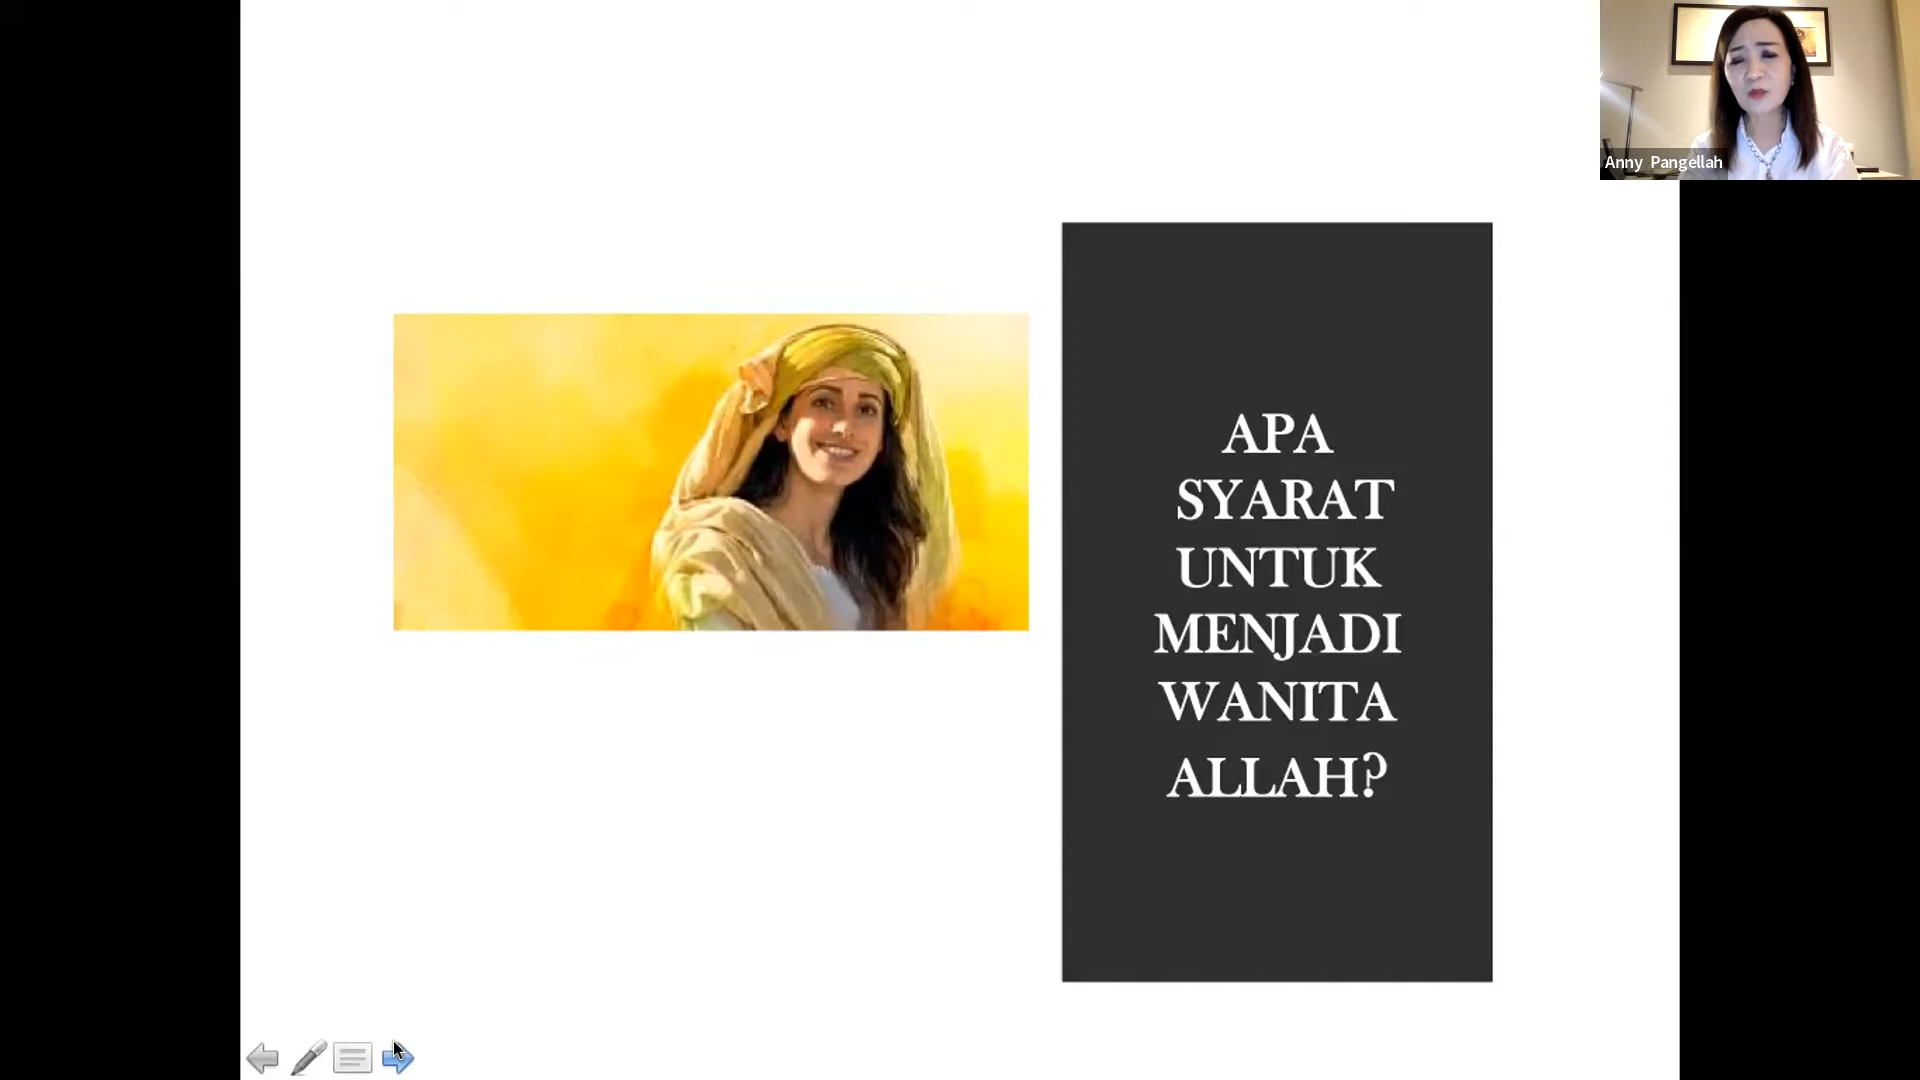 Anny Pangellah
APA
SYARAT
UNTUK
MENJADI
WANITA
ALLAH?